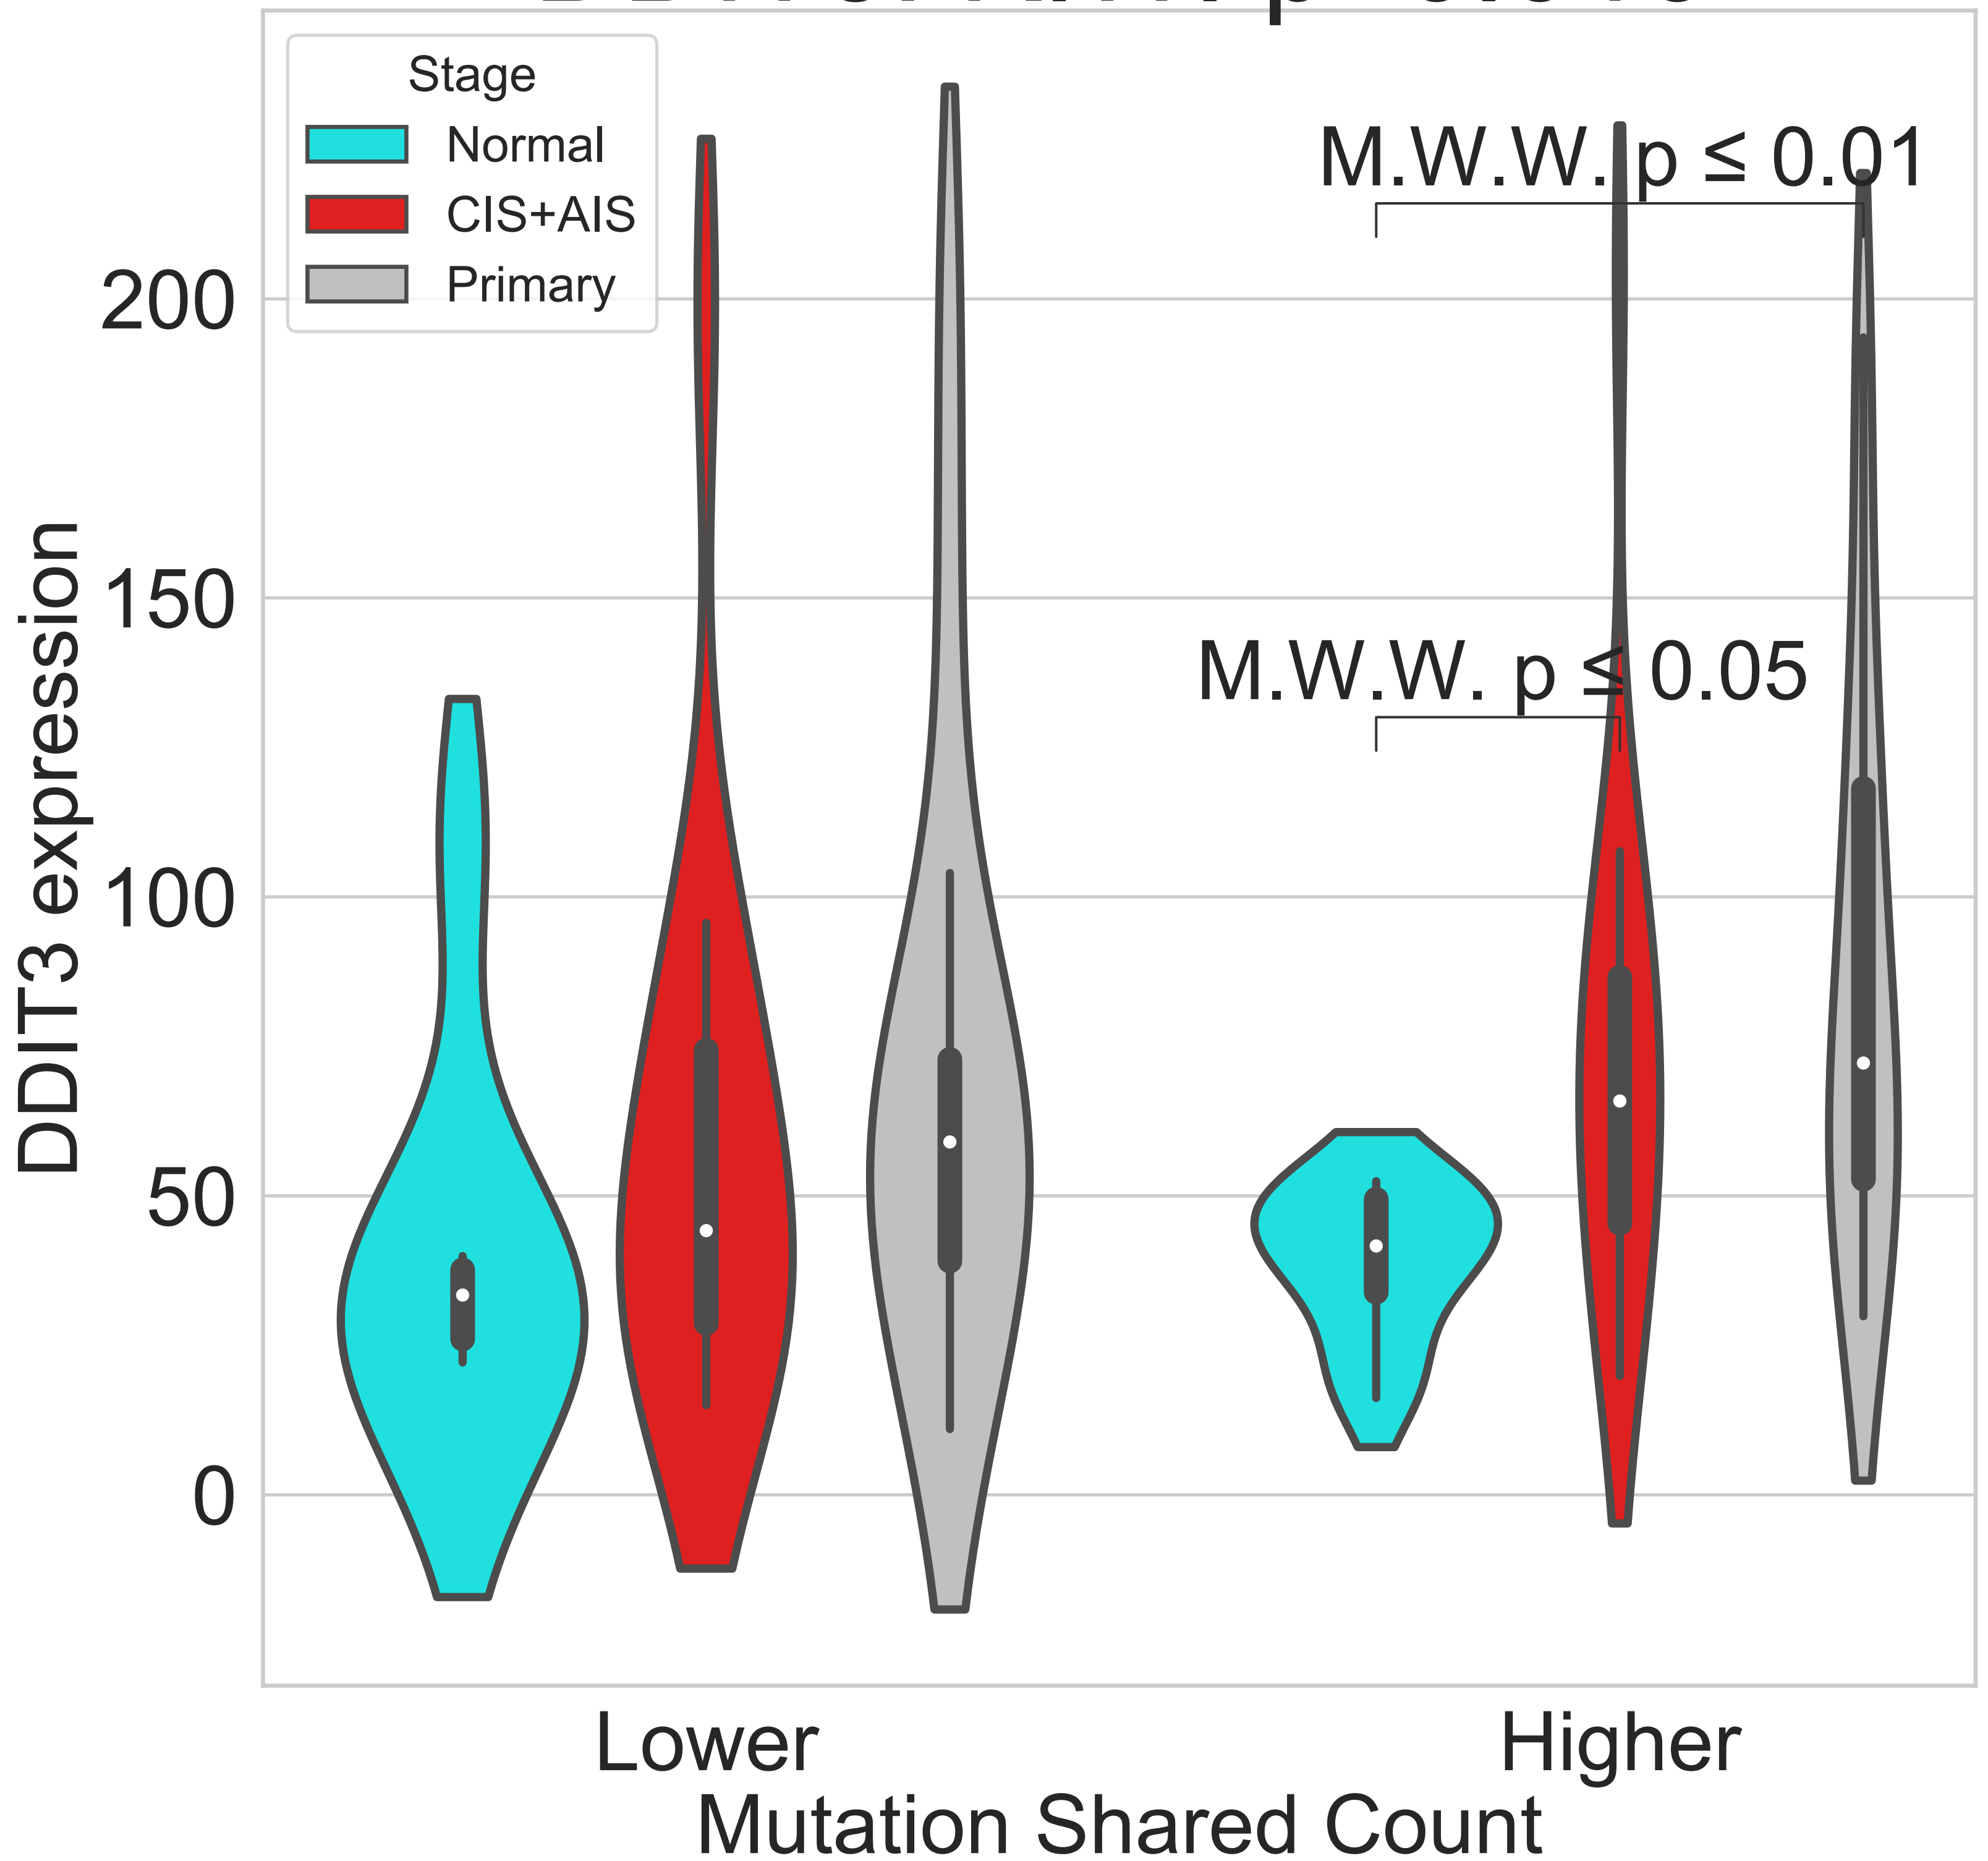 Stage
Normal
CIS+AIS
Primary
M.W.W. p ≤ 0.01
M.W.W. p ≤ 0.05
200
150
100
50
0
DDIT3 expression
Lower
Higher
Mutation Shared Count